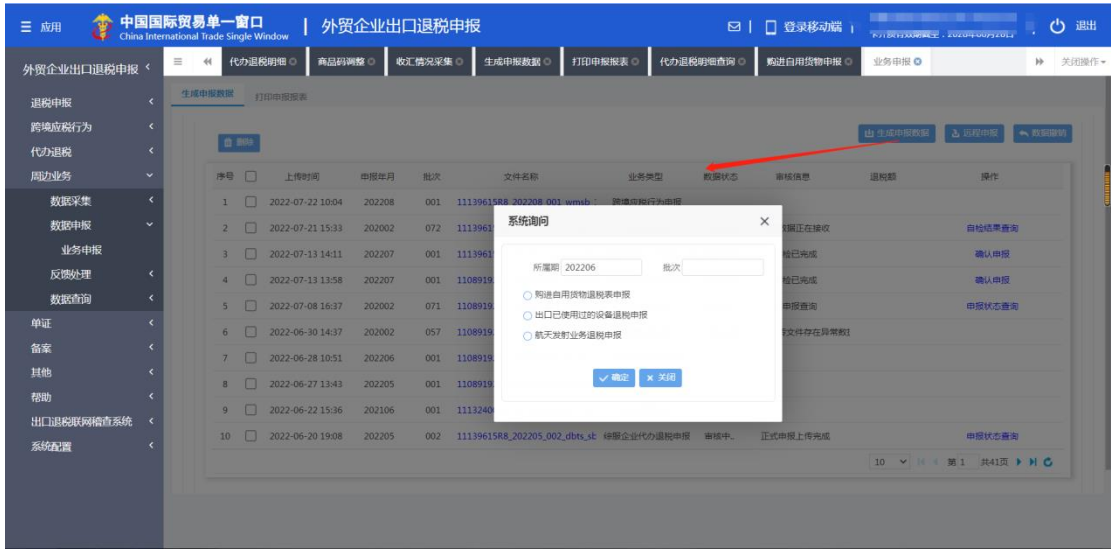 应用
中国国际贸易单一窗口
China International Trade Single Window
外贸企业出口退税申报
登录移动端
退出
外贸企业出口退税申报
代办退税明细
商品码调整
收汇情况采集
生成申报数据
打印申报报表
代办退税明细查询
购进自用货物申报
业务申报
关闭操作
退税申报
跨境应税行为
代办退税
周边业务
数据采集
数据申报
业务申报
反馈处理
数据查询
单证
备案
其他
帮助
出口退税联网稽查系统
系统配置
生成申报数据 打印申报报表
删除 生成申报数据 远程申报 数据撤销
序号 上传时间 申报年月 批次 文件名称 业务类型 数据状态 审核信息 退税额 操作
1 2022-07-22 10:04 202208 001 11139615R8_202208_001_wmsb 跨境应税行为申报
2 2022-07-21 15:33 202002 072 1113961 数据正在接收 自检结果查询
3 2022-07-13 14:11 202207 001 1113961 检已完成 确认申报
4 2022-07-13 13:58 202207 001 1108919 检已完成 确认申报
5 2022-07-08 16:37 202002 071 1108919 申报查询 申报状态查询
6 2022-06-30 14:37 202002 057 1108919 文件存在异常数
7 2022-06-28 10:51 202206 001 1108919
8 2022-06-27 13:43 202205 001 1108919
9 2022-06-22 15:36 202106 001 1113240
10 2022-06-20 19:08 202205 002 11139615R8_202205_002_dbts_sb 综服企业代办退税申报 审核中.. 正式申报上传完成 申报状态查询
10 第 1 共41页
系统询问
所属期 202206 批次
购进自用货物退税表申报
出口已使用过的设备退税申报
航天发射业务退税申报
确定 关闭